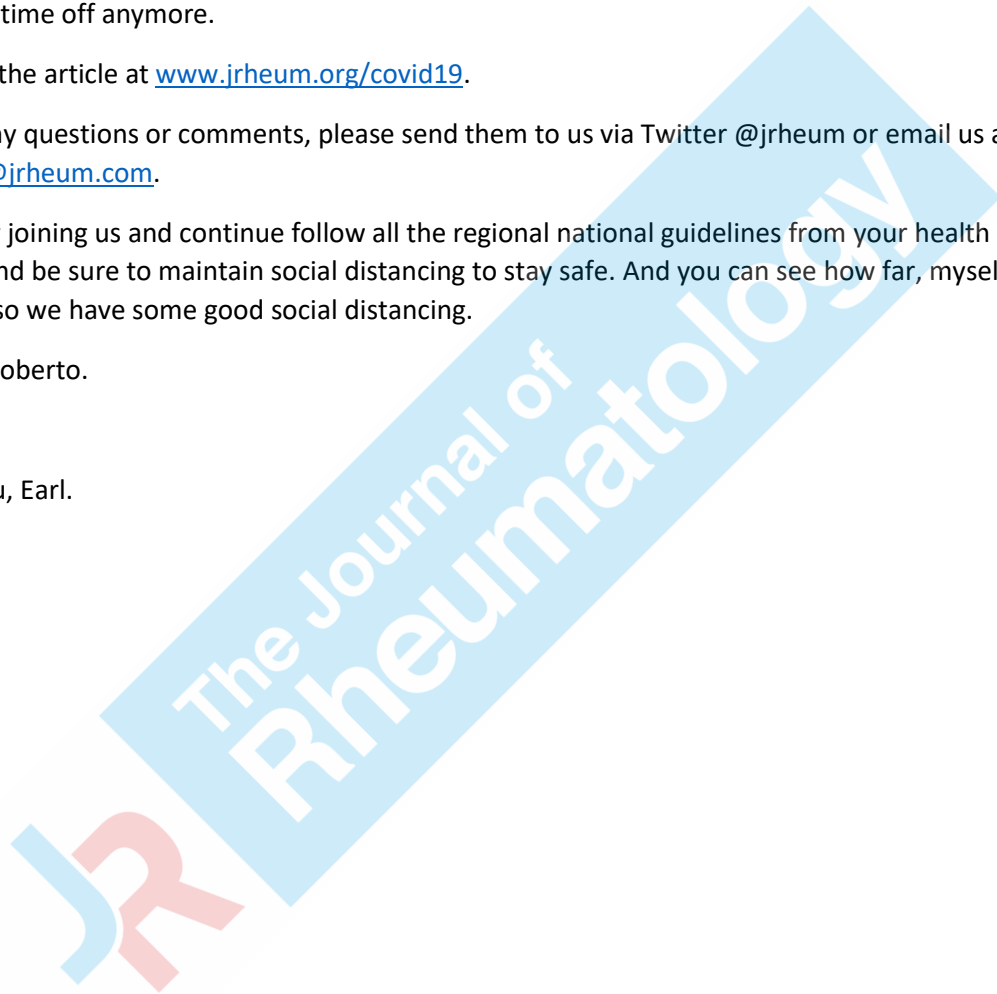 time off anymore.
the article at www.jrheum.org/covid19.
questions or comments, please send them to us via Twitter @jrheum or email us
@jrheum.com.
joining us and continue follow all the regional national guidelines from your health
be sure to maintain social distancing to stay safe. And you can see how far,
so we have some good social distancing.
oberto.
, Earl.
The Journal of
Rheumatology
JR